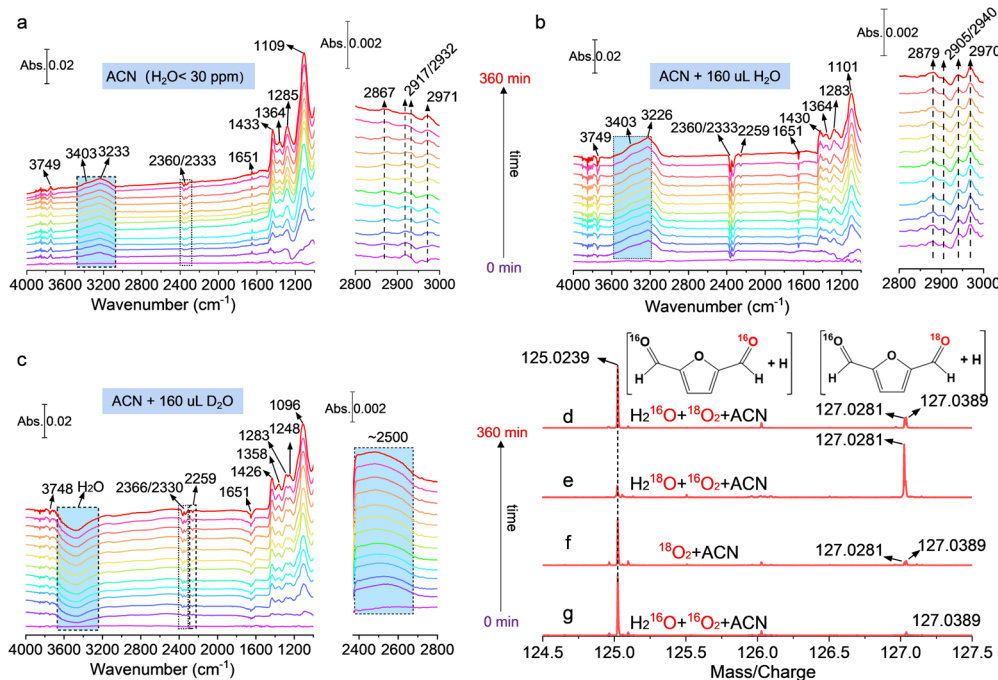 a
Abs. 0.02
ACN (H2O< 30 ppm)
1109
1285
1364
1433
3749
3403
3233
2360/2333
1651
4000 3600 3200 2800 2400 2000 1600 1200
Wavenumber (cm-1)
Abs. 0.002
2867
2917/2932
2971
2800 2900 3000
360 min
time
0 min
b
Abs. 0.02
ACN + 160 uL H2O
1101
1283
1364
1430
3749
3403
3226
2360/2333
2259
1651
4000 3600 3200 2800 2400 2000 1600 1200
Wavenumber (cm-1)
Abs. 0.002
2879
2905/2940
2970
2800 2900 3000
c
Abs. 0.02
ACN + 160 uL D2O
1096
1248
1283
1358
1426
3748
H2O
2366/2330
2259
1651
4000 3600 3200 2800 2400 2000 1600 1200
Wavenumber (cm-1)
Abs. 0.002
~2500
2400 2600 2800
360 min
time
0 min
16O
16O
O
H
H
+ H
16O
18O
O
H
H
+ H
125.0239
d
H2 16O+18O2+ACN
127.0281
127.0389
e
H2 18O+16O2+ACN
127.0281
f
18O2+ACN
127.0281
127.0389
g
H2 16O+16O2+ACN
127.0389
124.5 125.0 125.5 126.0 126.5 127.0 127.5
Mass/Charge